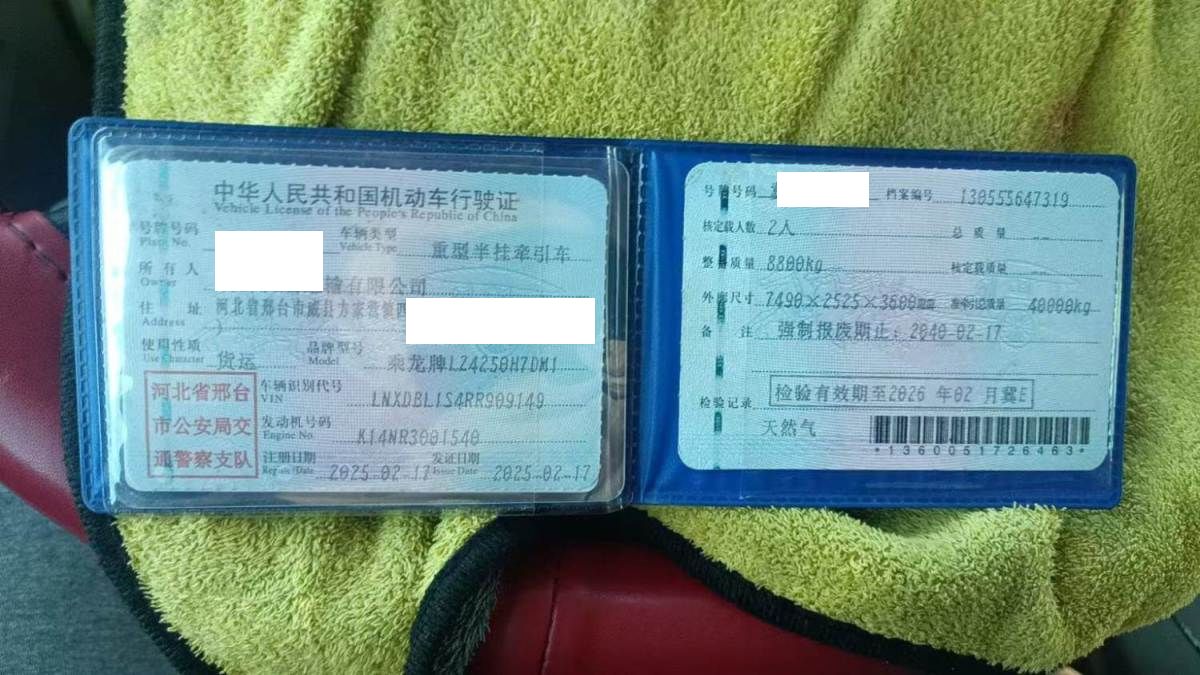 中华人民共和国机动车行驶证
Vehicle License of the People's Republic of China
号牌号码
Plate No.
车辆类型
Vehicle Type
重型半挂牵引车
所有人
Owner
输有限公司
住址
Address
河北省邢台市威县方家营镇
使用性质
Use Character
货运
品牌型号
Model
乘龙牌LZ4250H7DM1
河北省邢台
市公安局交
通警察支队
车辆识别代号
VIN
LNXDBL1S4RR909149
发动机号码
Engine No.
K14NR3001540
注册日期
Register Date
2025-02-17
发证日期
Issue Date
2025-02-17
号牌号码
档案编号
130555647319
核定载人数 2人
总质量 --
整备质量 8800kg
核定载质量 --
外廓尺寸 7490×2525×3600mm
准牵引总质量 40000kg
备注 强制报废期止:2040-02-17
检验记录
检验有效期至2026年02月冀E
天然气
*1360051726463*